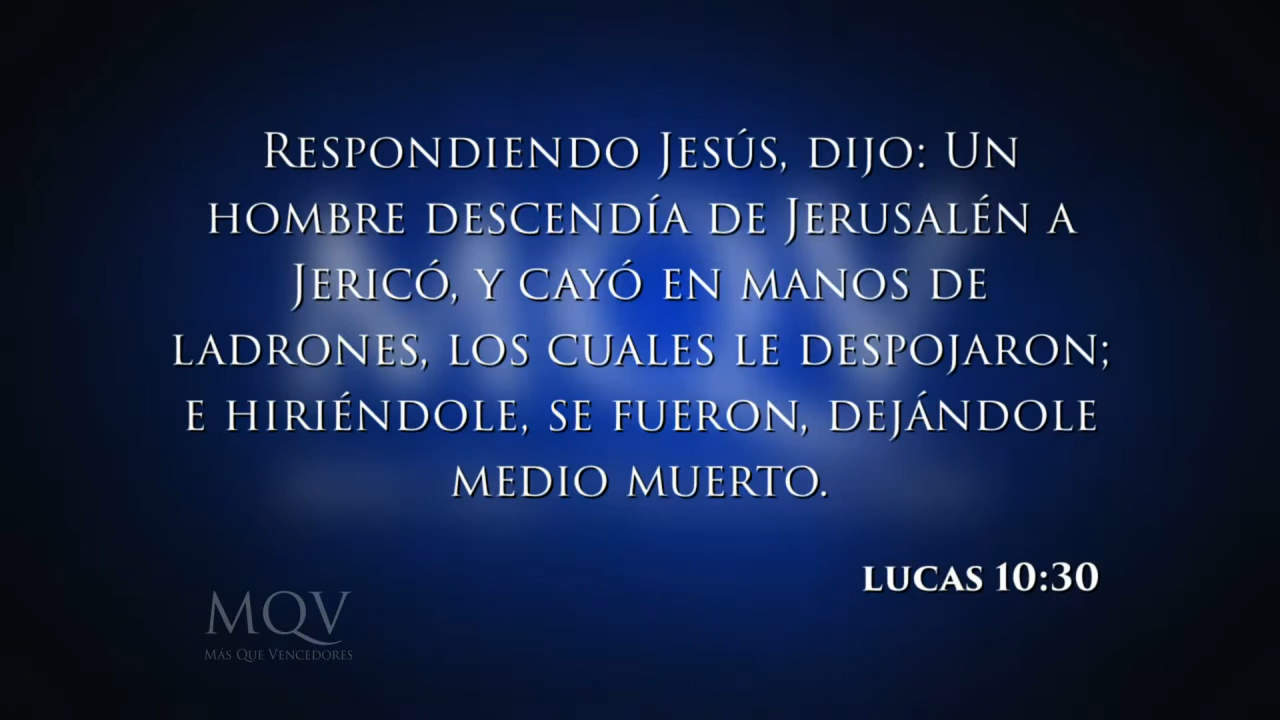 Respondiendo Jesús, dijo: Un
hombre descendía de Jerusalén a
Jericó, y cayó en manos de
ladrones, los cuales le despojaron;
e hiriéndole, se fueron, dejándole
medio muerto.
LUCAS 10:30
MQV
Más Que Vencedores